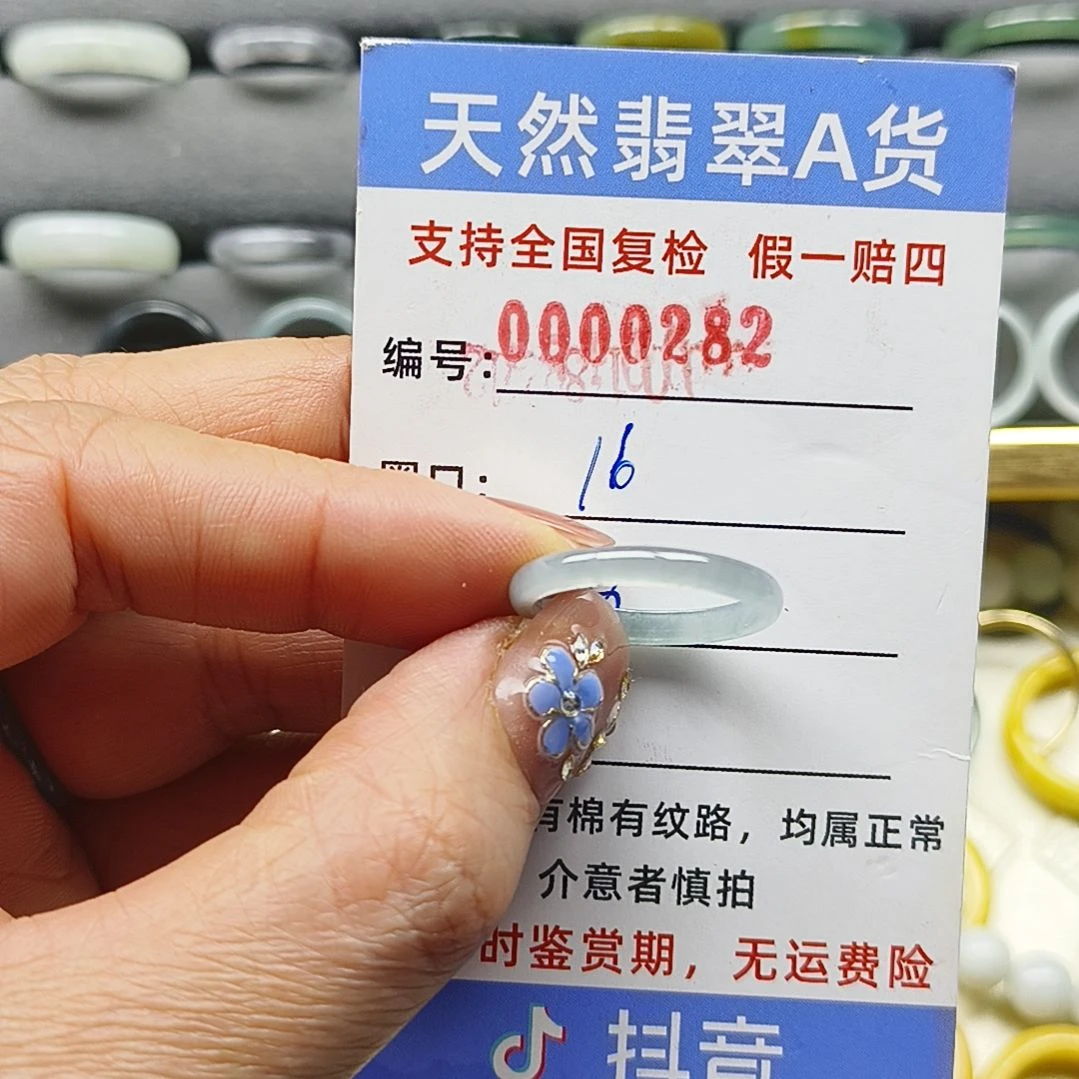 天然翡翠A货
支持全国复检 假一赔四
编号:0000282
圈口:16
有棉有纹路，均属正常
介意者慎拍
时鉴赏期，无运费险
抖音